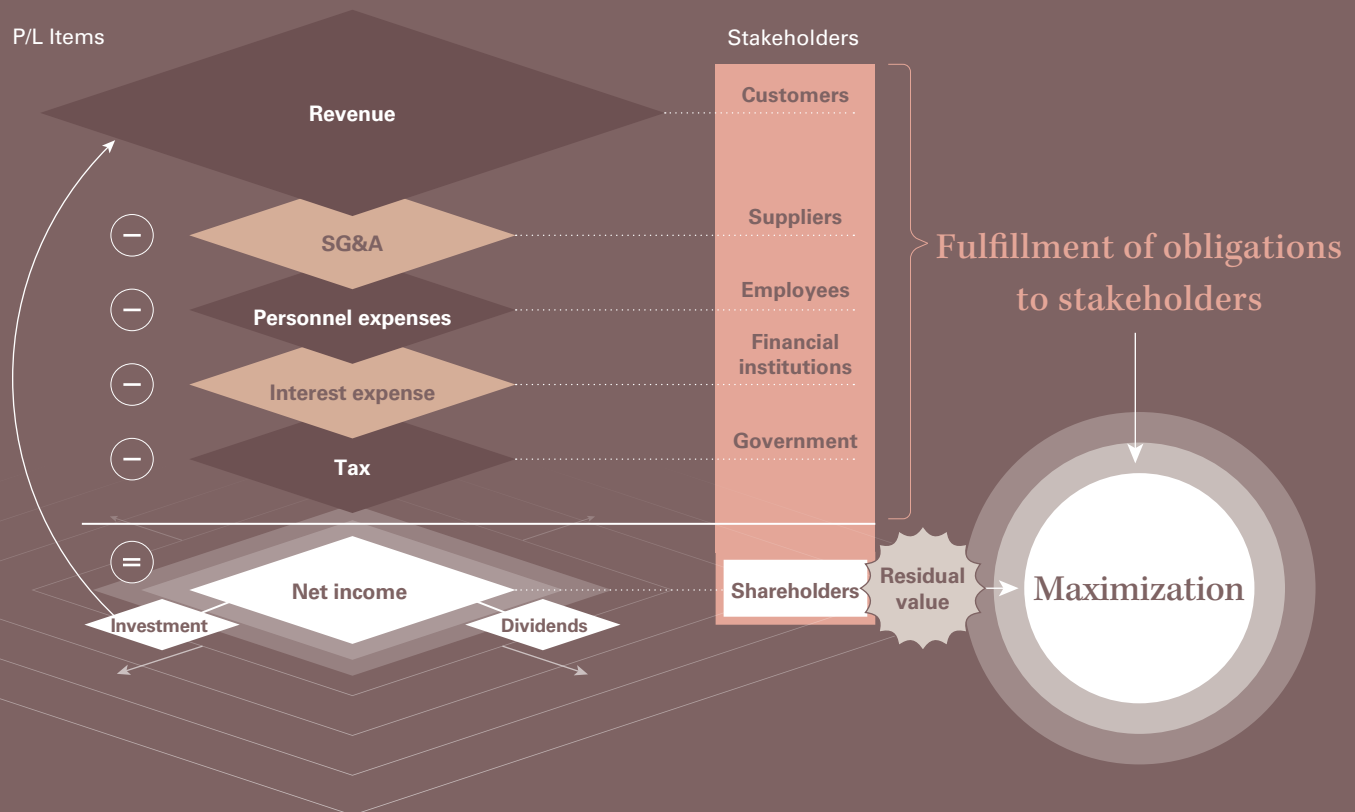 P/L Items
Stakeholders
Revenue
Customers
−
SG&A
Suppliers
−
Personnel expenses
Employees
−
Interest expense
Financial
institutions
−
Tax
Government
=
Net income
Investment
Dividends
Shareholders
Residual
value
Fulfillment of obligations
to stakeholders
Maximization